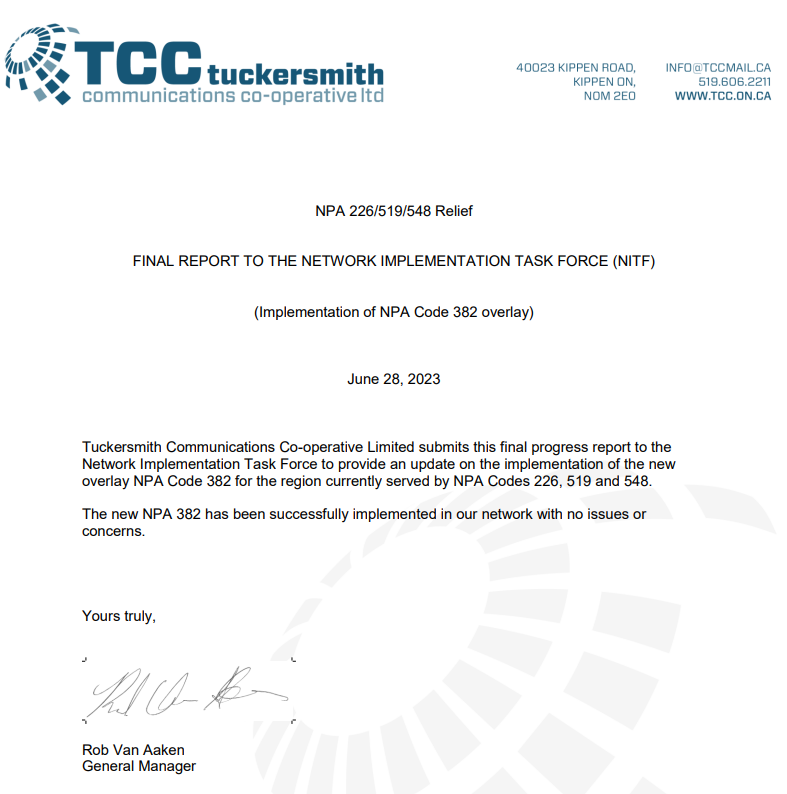 TCC tuckersmith
communications co-operative ltd
40023 KIPPEN ROAD,
KIPPEN ON,
N0M 2E0
INFO@TCCMAIL.CA
519.606.2211
WWW.TCC.ON.CA
NPA 226/519/548 Relief
FINAL REPORT TO THE NETWORK IMPLEMENTATION TASK FORCE (NITF)
(Implementation of NPA Code 382 overlay)
June 28, 2023
Tuckersmith Communications Co-operative Limited submits this final progress report to the
Network Implementation Task Force to provide an update on the implementation of the new
overlay NPA Code 382 for the region currently served by NPA Codes 226, 519 and 548.
The new NPA 382 has been successfully implemented in our network with no issues or
concerns.
Yours truly,
Rob Van Aaken
General Manager